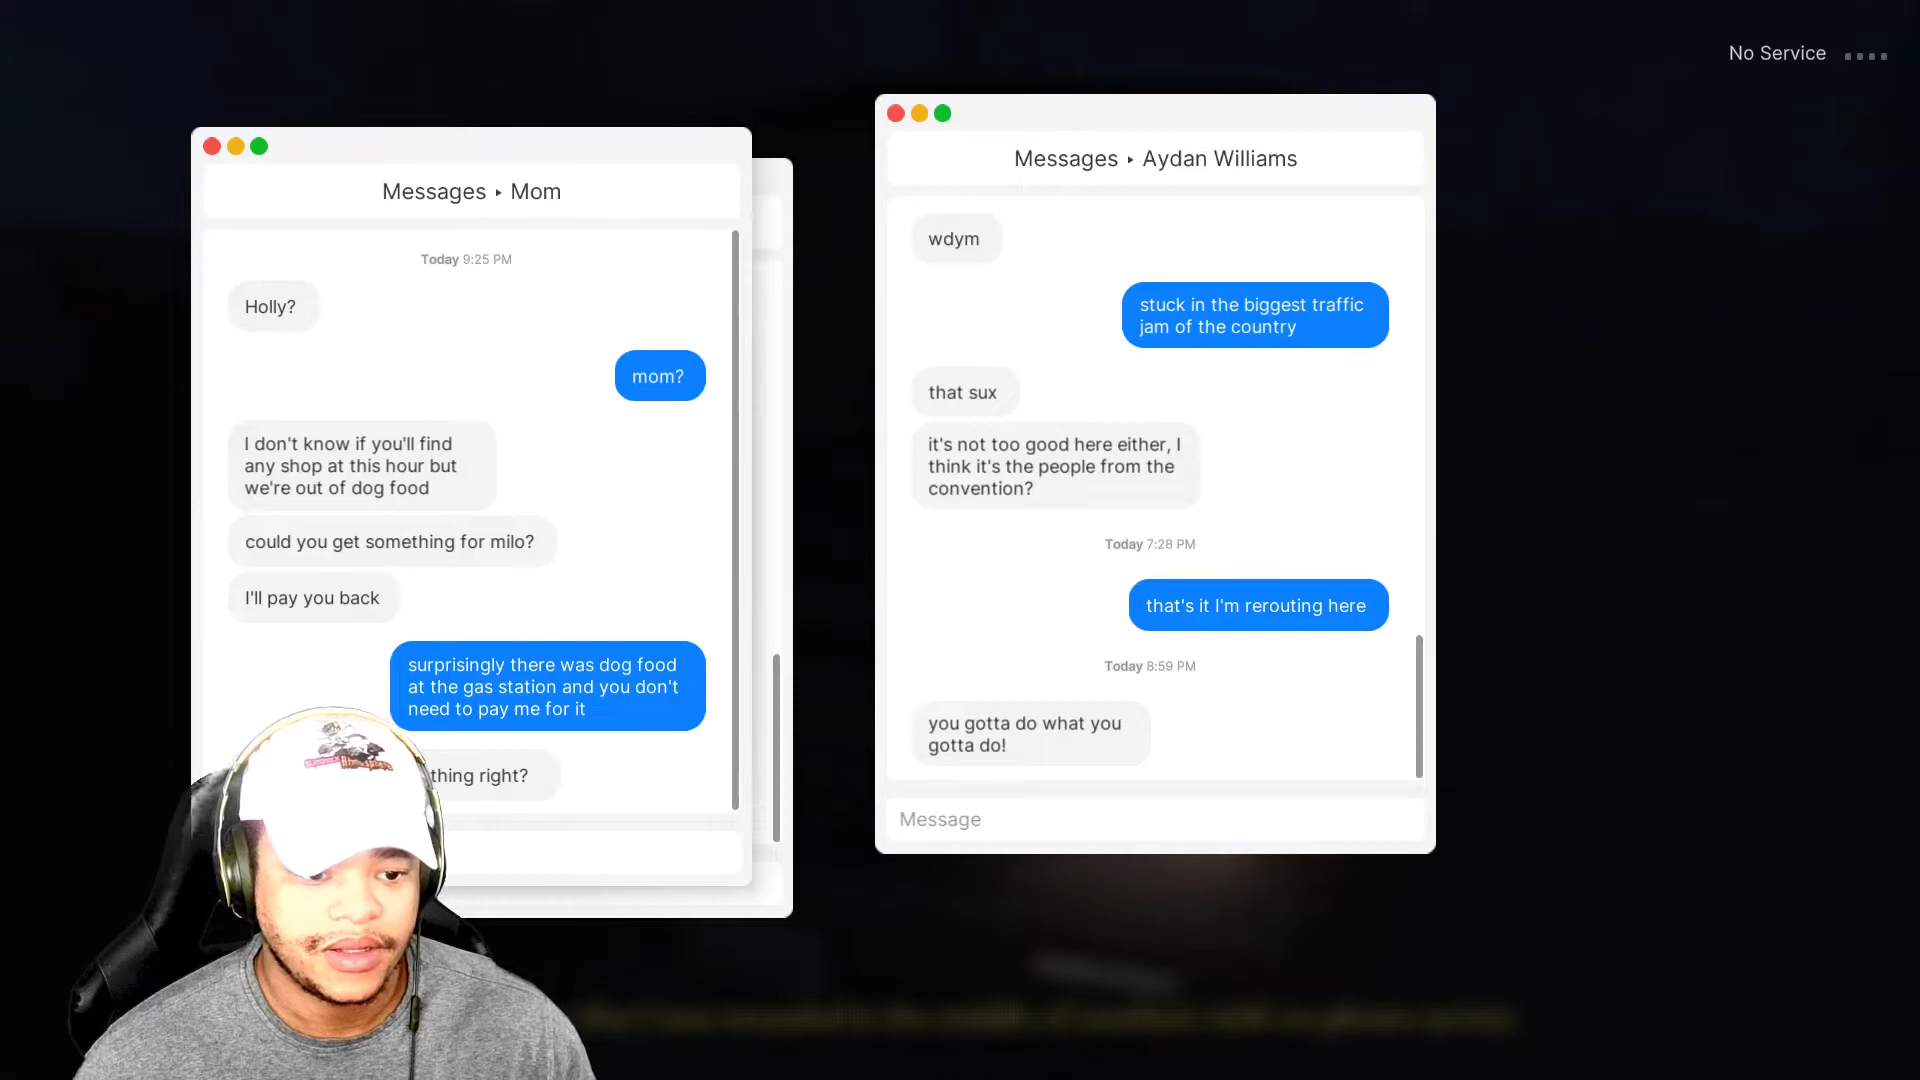 No Service
Messages ▸ Mom
Today 9:25 PM
Holly?
mom?
I don't know if you'll find
any shop at this hour but
we're out of dog food
could you get something for milo?
I'll pay you back
surprisingly there was dog food
at the gas station and you don't
need to pay me for it
thing right?
Messages ▸ Aydan Williams
wdym
stuck in the biggest traffic
jam of the country
that sux
it's not too good here either, I
think it's the people from the
convention?
Today 7:28 PM
that's it I'm rerouting here
Today 8:59 PM
you gotta do what you
gotta do!
Message